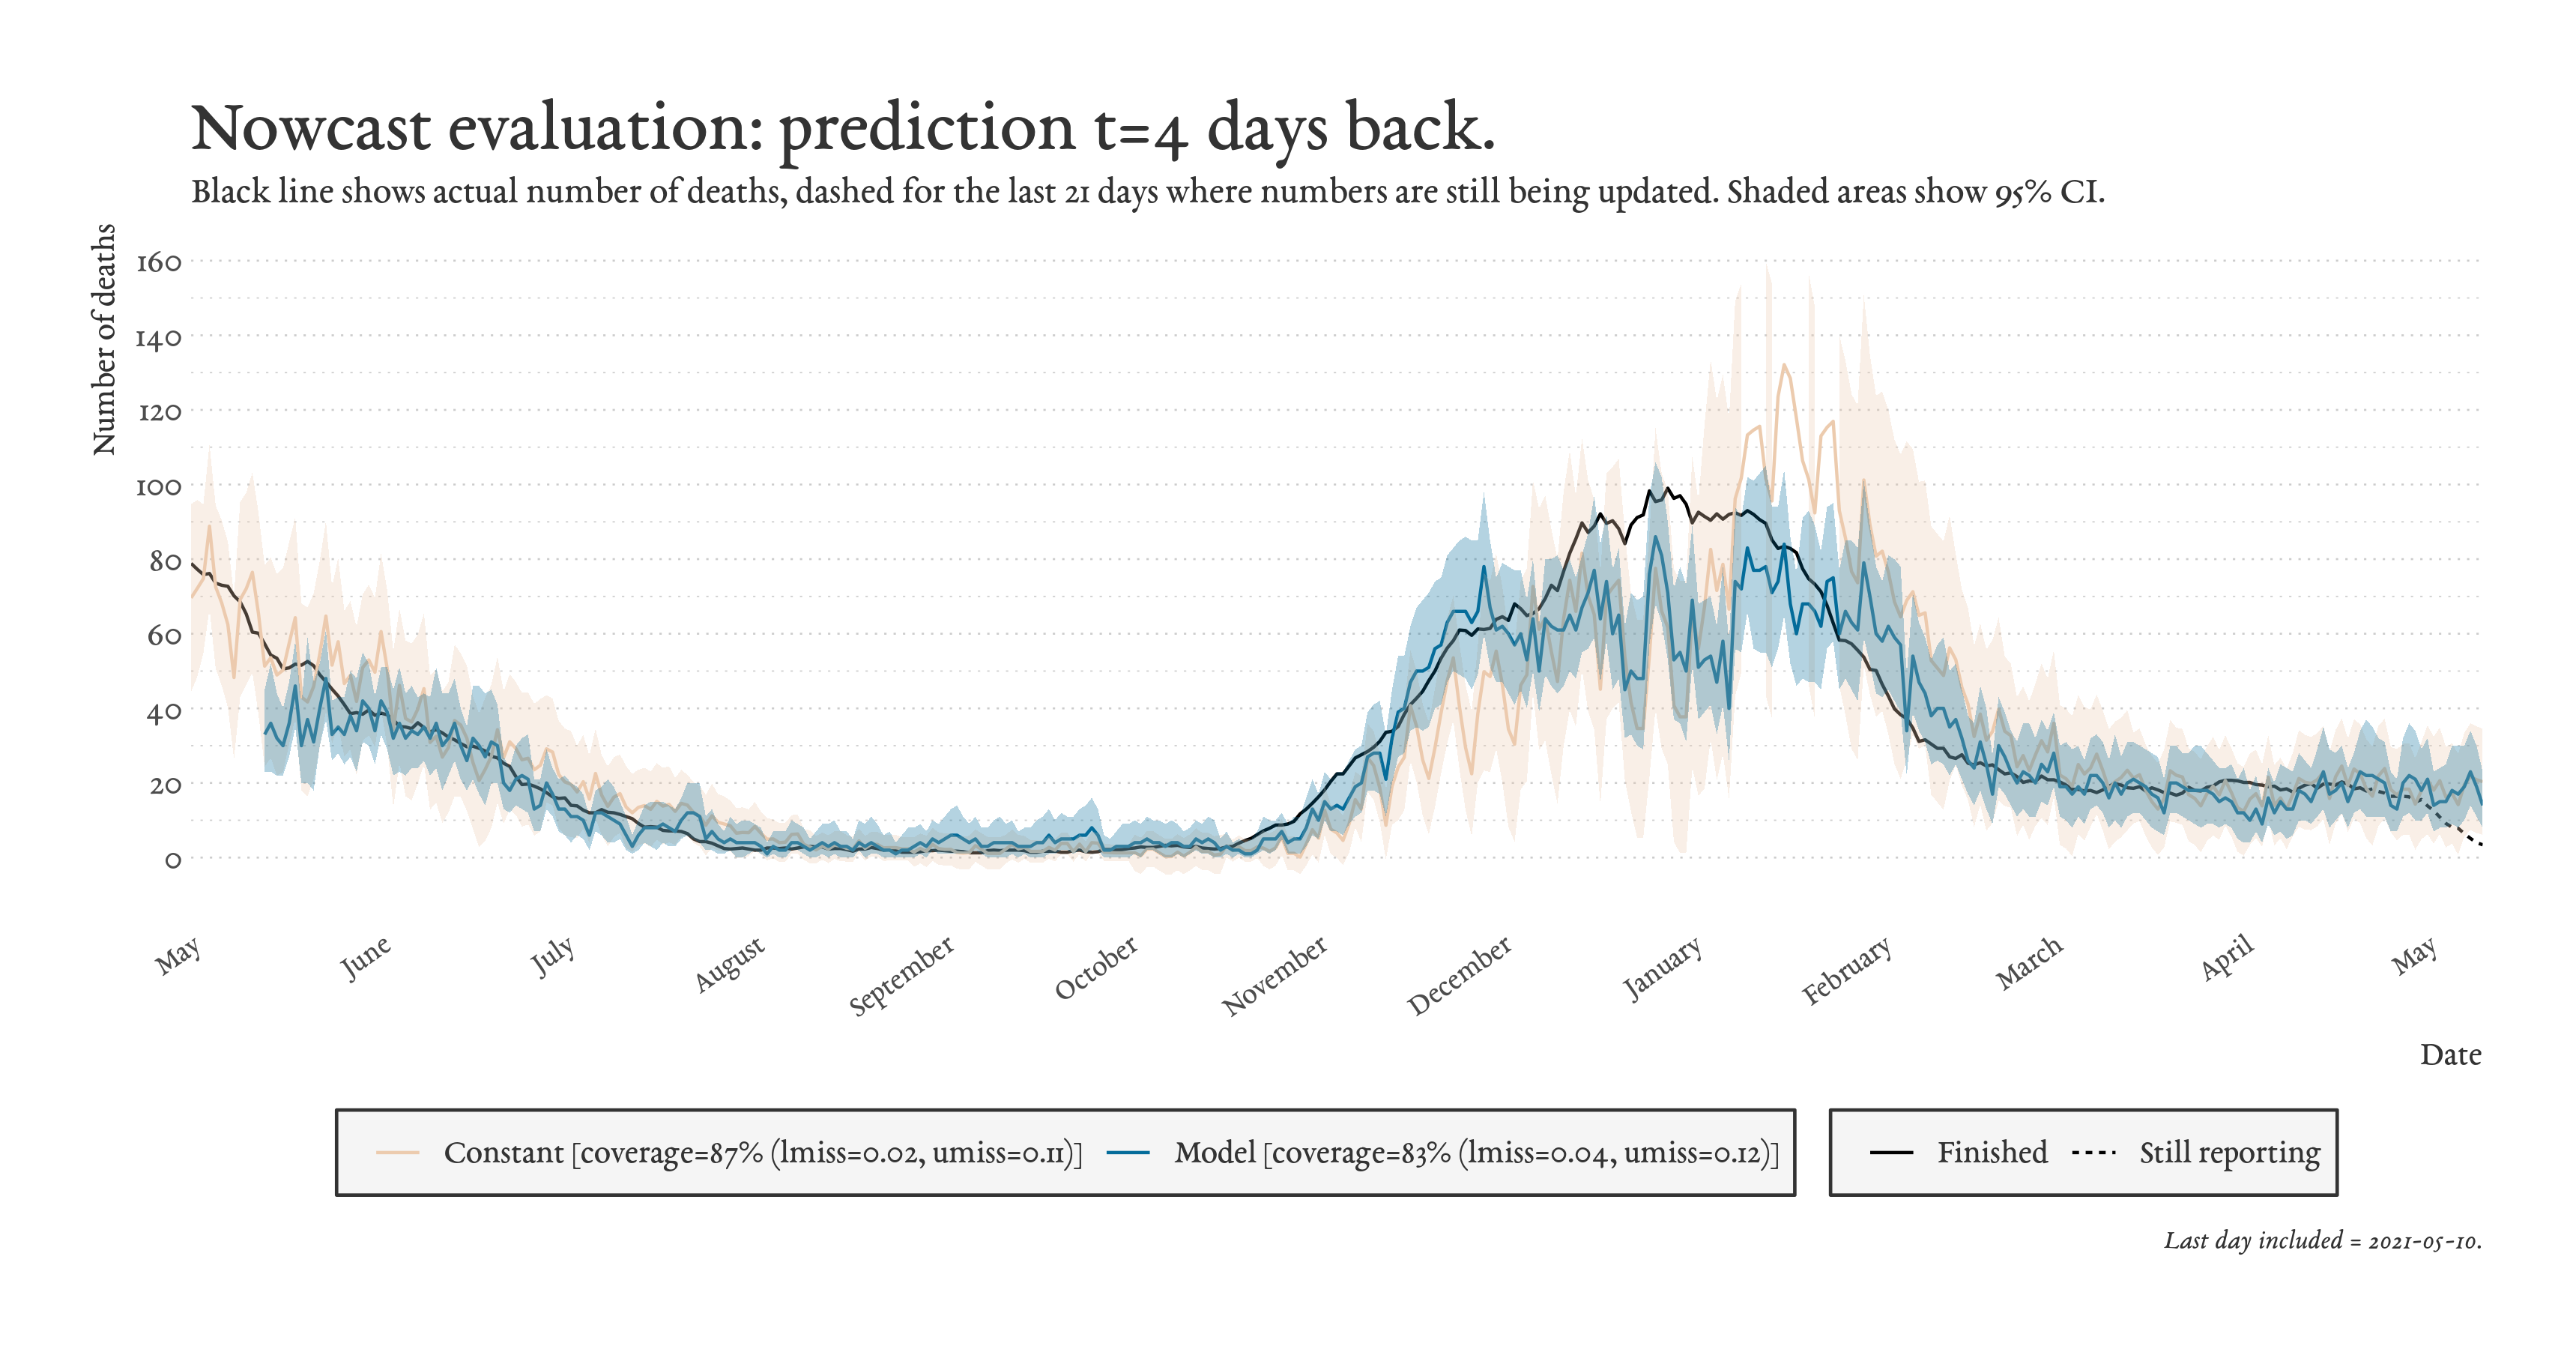 Nowcast evaluation: prediction t=4 days back.
Black line shows actual number of deaths, dashed for the last 21 days where numbers are still being updated. Shaded areas show 95% CI.
Number of deaths
160
140
120
100
80
60
40
20
0
May
June
July
August
September
October
November
December
January
February
March
April
May
Date
Constant [coverage=87% (lmiss=0.02, umiss=0.11)]
Model [coverage=83% (lmiss=0.04, umiss=0.12)]
Finished
Still reporting
Last day included = 2021-05-10.